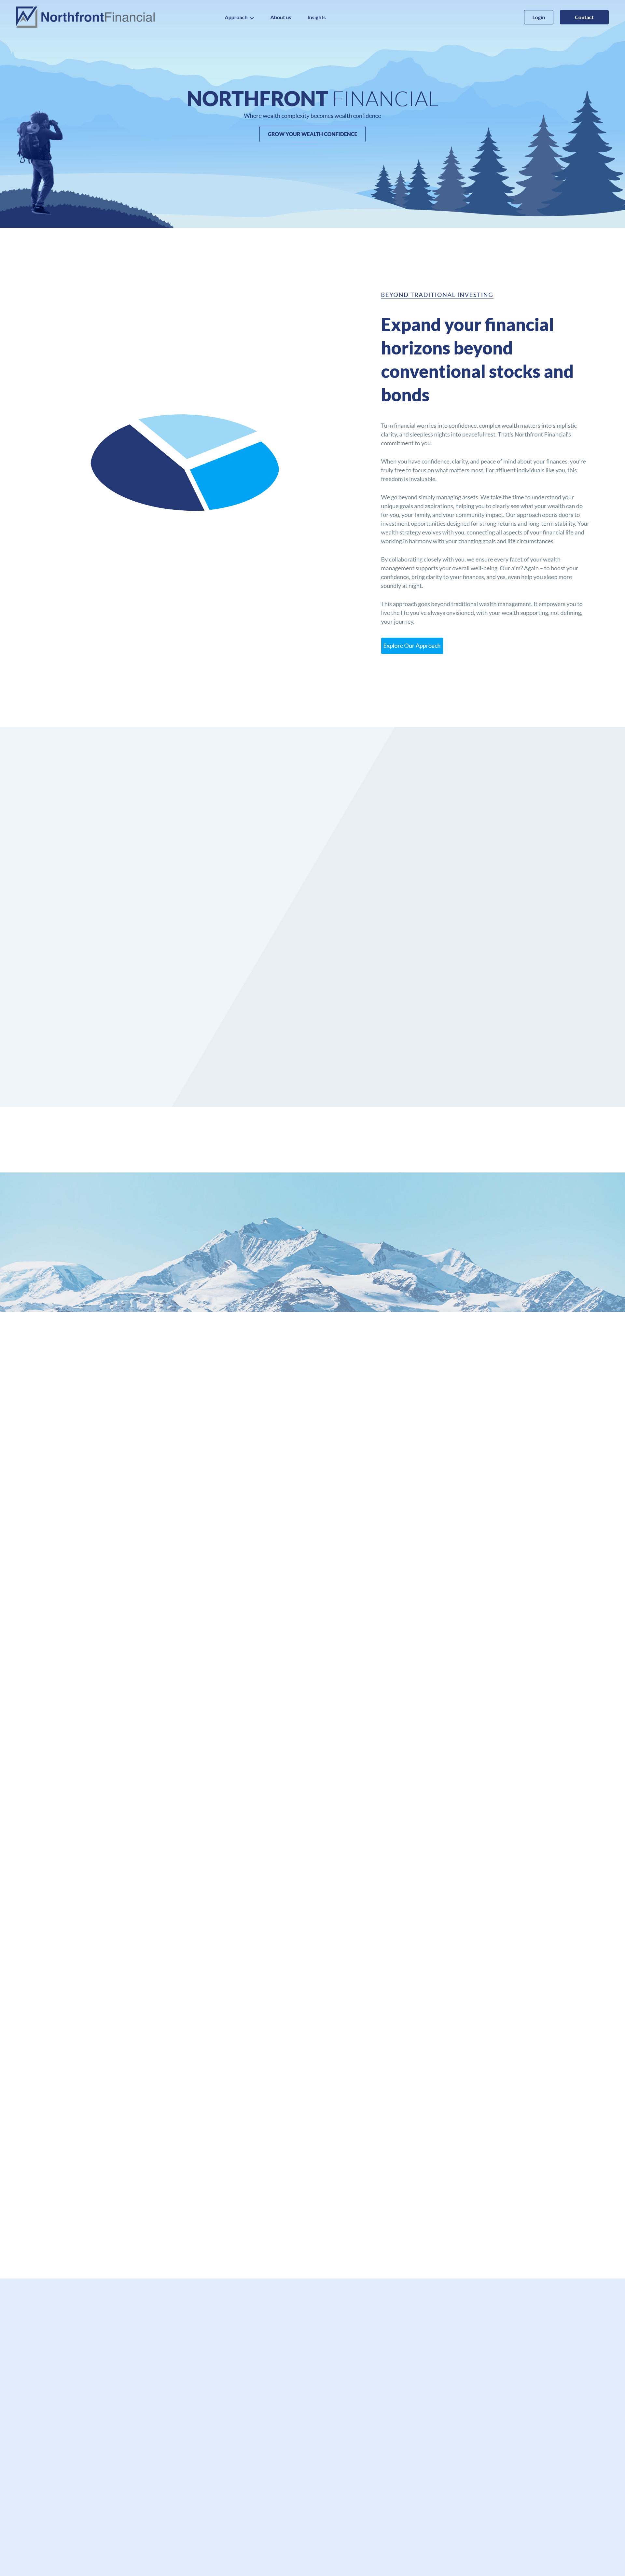 NorthfrontFinancial
Approach
About us
Insights
Login
Contact
NORTHFRONT FINANCIAL
Where wealth complexity becomes wealth confidence
GROW YOUR WEALTH CONFIDENCE
BEYOND TRADITIONAL INVESTING
Expand your financial
horizons beyond
conventional stocks and
bonds
Turn financial worries into confidence, complex wealth matters into simplistic
clarity, and sleepless nights into peaceful rest. That's Northfront Financial's
commitment to you.
When you have confidence, clarity, and peace of mind about your finances, you're
truly free to focus on what matters most. For affluent individuals like you, this
freedom is invaluable.
We go beyond simply managing assets. We take the time to understand your
unique goals and aspirations, helping you to clearly see what your wealth can do
for you, your family, and your community impact. Our approach opens doors to
investment opportunities designed for strong returns and long-term stability. Your
wealth strategy evolves with you, connecting all aspects of your financial life and
working in harmony with your changing goals and life circumstances.
By collaborating closely with you, we ensure every facet of your wealth
management supports your overall well-being. Our aim? Again – to boost your
confidence, bring clarity to your finances, and yes, even help you sleep more
soundly at night.
This approach goes beyond traditional wealth management. It empowers you to
live the life you've always envisioned, with your wealth supporting, not defining,
your journey.
Explore Our Approach